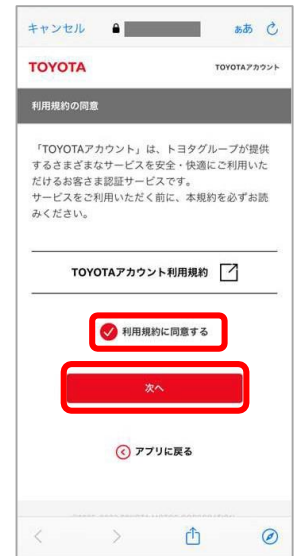 キャンセル
ああ
TOYOTA
TOYOTAアカウント
利用規約の同意
「TOYOTAアカウント」は、トヨタグループが提供
するさまざまなサービスを安全・快適にご利用いた
だけるお客さま認証サービスです。
サービスをご利用いただく前に、本規約を必ずお読
みください。
TOYOTAアカウント利用規約
利用規約に同意する
次へ
アプリに戻る